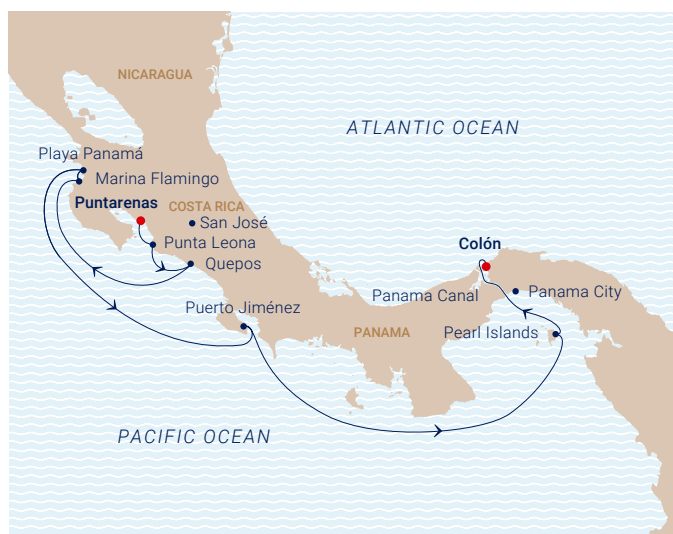 NICARAGUA
ATLANTIC OCEAN
Playa Panamá
Marina Flamingo
Puntarenas
COSTA RICA
San José
Punta Leona
Colón
Quepos
Panama Canal
Panama City
Puerto Jiménez
PANAMA
Pearl Islands
PACIFIC OCEAN